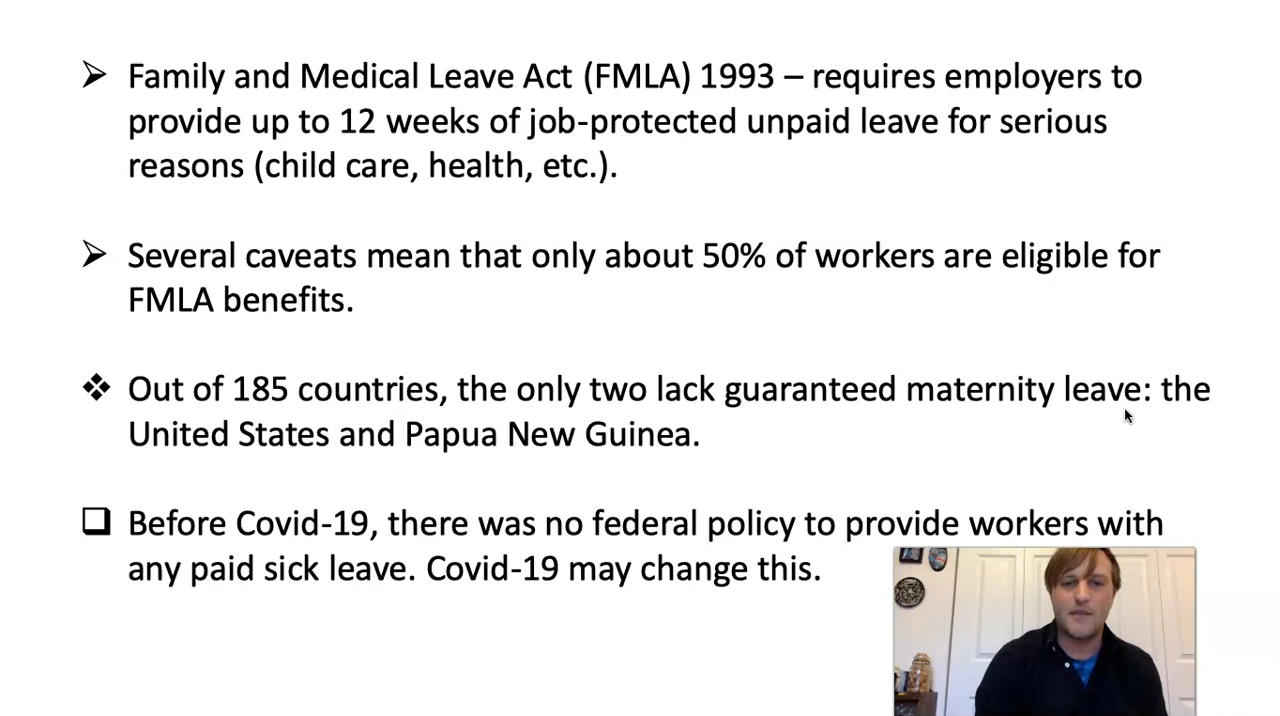 Family and Medical Leave Act (FMLA) 1993 – requires employers to
provide up to 12 weeks of job-protected unpaid leave for serious
reasons (child care, health, etc.).
Several caveats mean that only about 50% of workers are eligible for
FMLA benefits.
Out of 185 countries, the only two lack guaranteed maternity leave: the
United States and Papua New Guinea.
Before Covid-19, there was no federal policy to provide workers with
any paid sick leave. Covid-19 may change this.